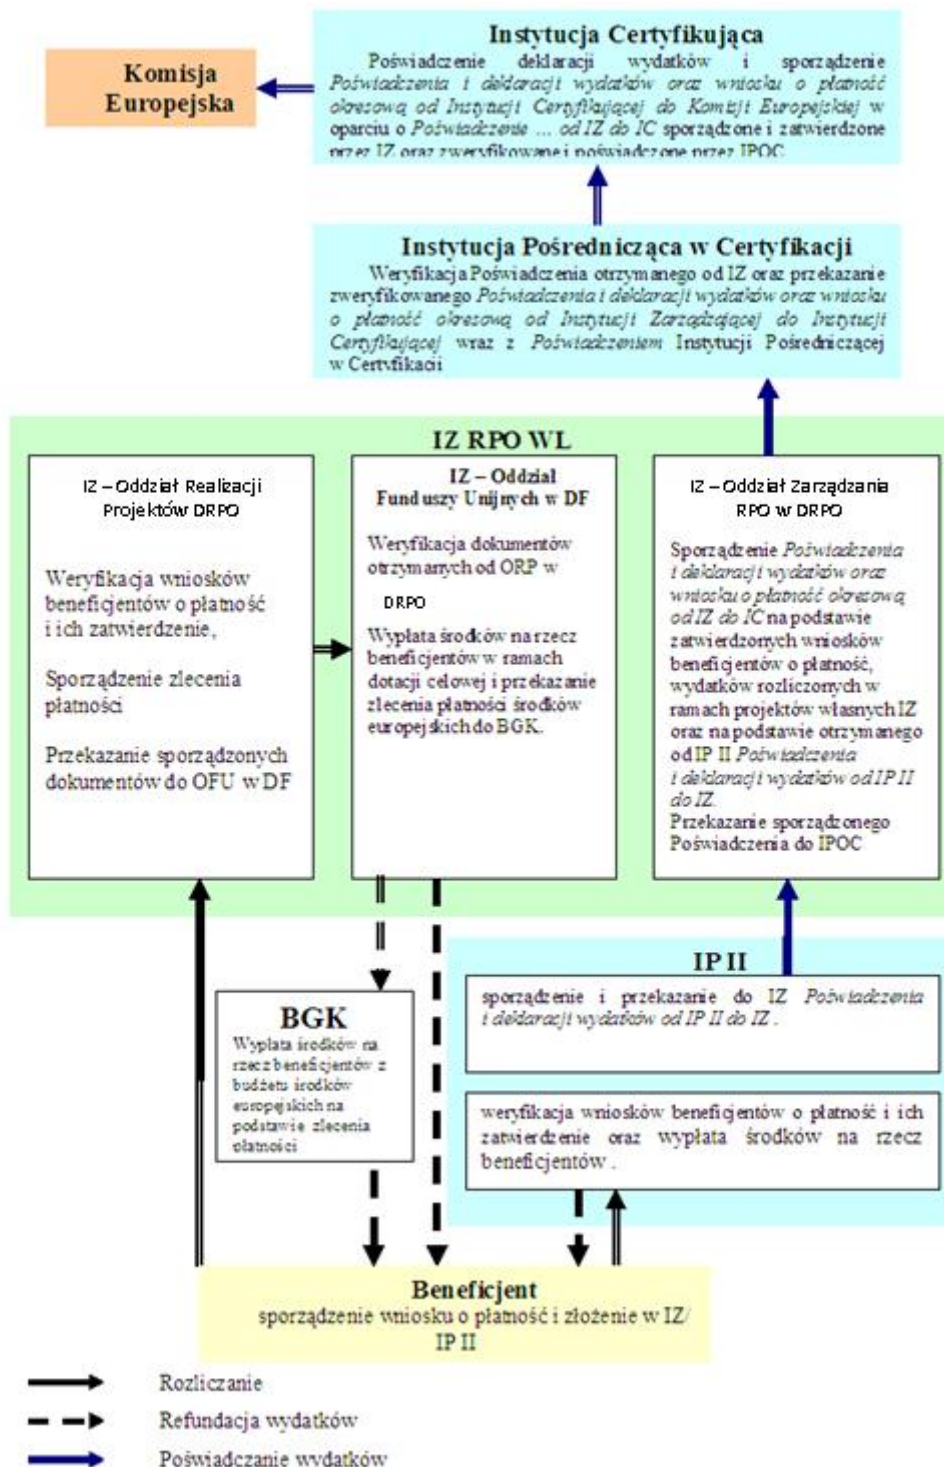 Komisja
Europejska
Instytucja Certyfikująca
Poświadczenie deklaracji wydatków i sporządzenie
Poświadczenia i deklaracji wydatków oraz wniosku o płatność
okresową od Instytucji Certyfikującej do Komisji Europejskiej w
oparciu o Poświadczenie ... od IZ do IC sporządzone i zatwierdzone
przez IZ oraz zweryfikowane i poświadczone przez IPOC
Instytucja Pośrednicząca w Certyfikacji
Weryfikacja Poświadczenia otrzymanego od IZ oraz przekazanie
zweryfikowanego Poświadczenia i deklaracji wydatków oraz wniosku
o płatność okresową od Instytucji Zarządzającej do Instytucji
Certyfikującej wraz z Poświadczeniem Instytucji Pośredniczącej
w Certyfikacji
IZ RPO WL
IZ – Oddział Realizacji
Projektów DRPO
Weryfikacja wniosków
beneficjentów o płatność
i ich zatwierdzenie,
Sporządzenie zlecenia
płatności
Przekazanie sporządzonych
dokumentów do OFU w DF
IZ – Oddział
Funduszy Unijnych w DF
Weryfikacja dokumentów
otrzymanych od ORP w
DRPO
Wypłata środków na rzecz
beneficjentów w ramach
dotacji celowej i przekazanie
zlecenia płatności środków
europejskich do BGK.
IZ – Oddział Zarządzania
RPO w DRPO
Sporządzenie Poświadczenia
i deklaracji wydatków oraz
wniosku o płatność okresową
od IZ do IC na podstawie
zatwierdzonych wniosków
beneficjentów o płatność,
wydatków rozliczonych w
ramach projektów własnych IZ
oraz na podstawie otrzymanego
od IP II Poświadczenia
i deklaracji wydatków od IP II
do IZ.
Przekazanie sporządzonego
Poświadczenia do IPOC
BGK
Wypłata środków na
rzecz beneficjentów z
budżetu środków
europejskich na
podstawie zlecenia
płatności
IP II
sporządzenie i przekazanie do IZ Poświadczenia
i deklaracji wydatków od IP II do IZ .
weryfikacja wniosków beneficjentów o płatność i ich
zatwierdzenie oraz wypłata środków na rzecz
beneficjentów .
Beneficjent
sporządzenie wniosku o płatność i złożenie w IZ/
IP II
Rozliczanie
Refundacja wydatków
Poświadczanie wydatków